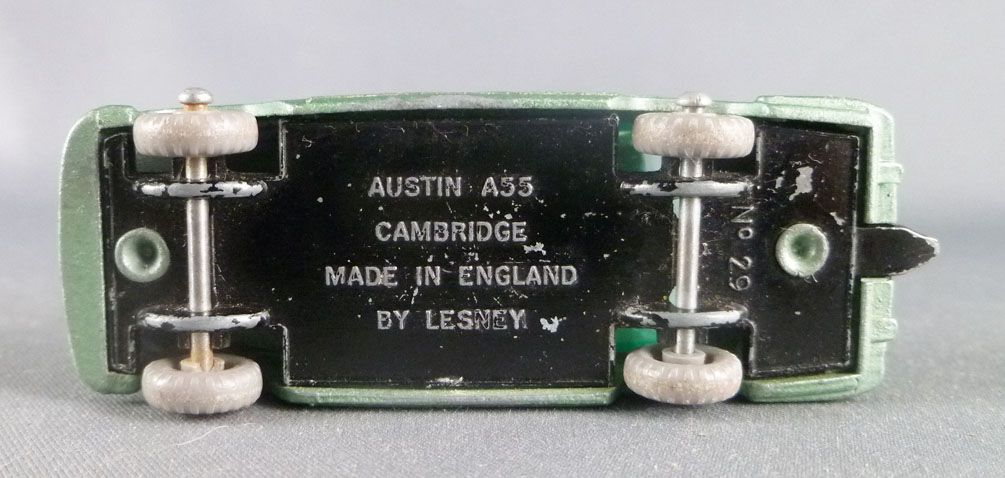 AUSTIN A55
CAMBRIDGE
MADE IN ENGLAND
BY LESNEY
Nº 29